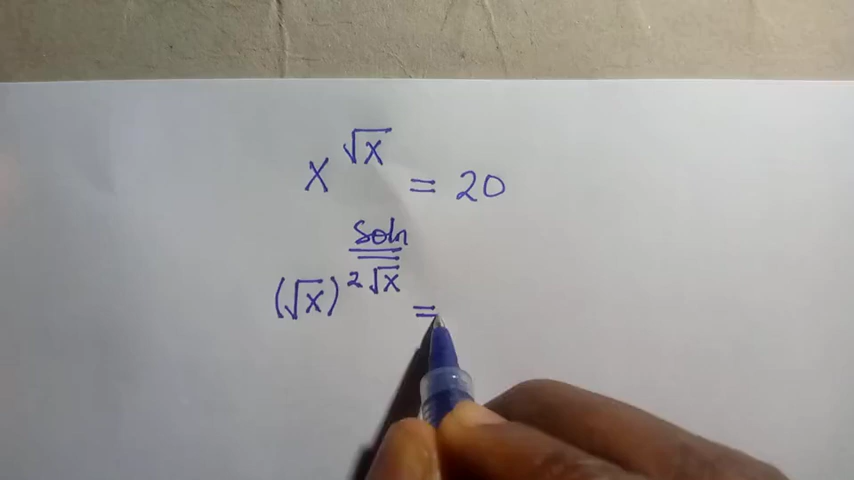 x^√x = 20
Soln
(√x)^2√x =